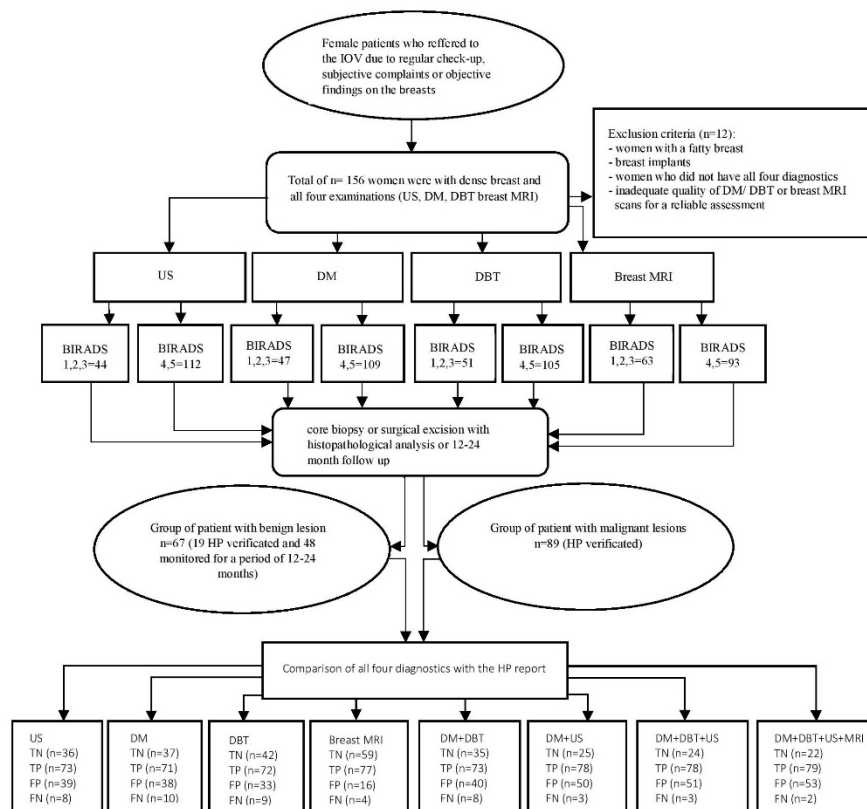 Female patients who reffered to
the IOV due to regular check-up,
subjective complaints or objective
findings on the breasts
Exclusion criteria (n=12):
- women with a fatty breast
- breast implants
- women who did not have all four diagnostics
- inadequate quality of DM/ DBT or breast MRI
scans for a reliable assessment
Total of n= 156 women were with dense breast and
all four examinations (US, DM, DBT breast MRI)
US
DM
DBT
Breast MRI
BIRADS
1,2,3=44
BIRADS
4,5=112
BIRADS
1,2,3=47
BIRADS
4,5=109
BIRADS
1,2,3=51
BIRADS
4,5=105
BIRADS
1,2,3=63
BIRADS
4,5=93
core biopsy or surgical excision with
histopathological analysis or 12-24
month follow up
Group of patient with benign lesion
n=67 (19 HP verified and 48
monitored for a period of 12-24
months)
Group of patient with malignant lesions
n=89 (HP verified)
Comparison of all four diagnostics with the HP report
US
TN (n=36)
TP (n=73)
FP (n=39)
FN (n=8)
DM
TN (n=37)
TP (n=71)
FP (n=38)
FN (n=10)
DBT
TN (n=42)
TP (n=72)
FP (n=33)
FN (n=9)
Breast MRI
TN (n=59)
TP (n=77)
FP (n=16)
FN (n=4)
DM+DBT
TN (n=35)
TP (n=73)
FP (n=40)
FN (n=8)
DM+US
TN (n=25)
TP (n=78)
FP (n=50)
FN (n=3)
DM+DBT+US
TN (n=24)
TP (n=78)
FP (n=51)
FN (n=3)
DM+DBT+US+MRI
TN (n=22)
TP (n=79)
FP (n=53)
FN (n=2)